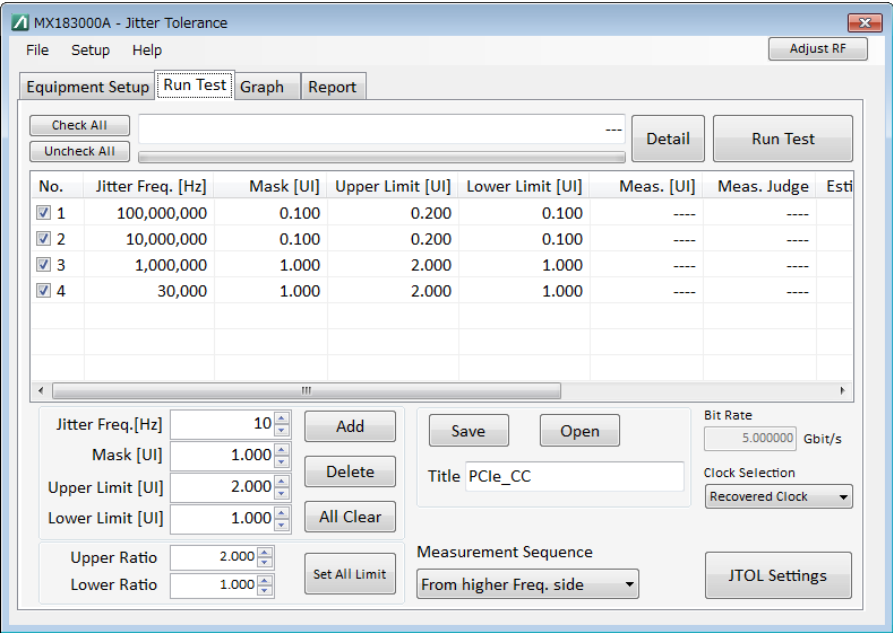 MX183000A - Jitter Tolerance
File Setup Help
Adjust RF
Equipment Setup Run Test Graph Report
Check All
Uncheck All
---
Detail
Run Test
No. Jitter Freq. [Hz] Mask [UI] Upper Limit [UI] Lower Limit [UI] Meas. [UI] Meas. Judge Esti
1 100,000,000 0.100 0.200 0.100 ---- ----
2 10,000,000 0.100 0.200 0.100 ---- ----
3 1,000,000 1.000 2.000 1.000 ---- ----
4 30,000 1.000 2.000 1.000 ---- ----
Jitter Freq.[Hz] 10
Mask [UI] 1.000
Upper Limit [UI] 2.000
Lower Limit [UI] 1.000
Add
Delete
All Clear
Upper Ratio 2.000
Lower Ratio 1.000
Set All Limit
Save Open
Title PCIe_CC
Measurement Sequence
From higher Freq. side
Bit Rate
5.000000 Gbit/s
Clock Selection
Recovered Clock
JTOL Settings